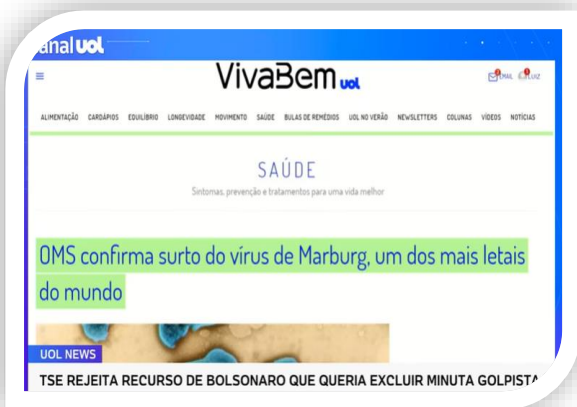 anal uol
VivaBem uol
EMAIL LUIZ
ALIMENTAÇÃO CARDÁPIOS EQUILÍBRIO LONGEVIDADE MOVIMENTO SAÚDE BULAS DE REMÉDIOS UOL NO VERÃO NEWSLETTERS COLUNAS VÍDEOS NOTÍCIAS
SAÚDE
Sintomas, prevenção e tratamentos para uma vida melhor
OMS confirma surto do vírus de Marburg, um dos mais letais
do mundo
UOL NEWS
TSE REJEITA RECURSO DE BOLSONARO QUE QUERIA EXCLUIR MINUTA GOLPISTA